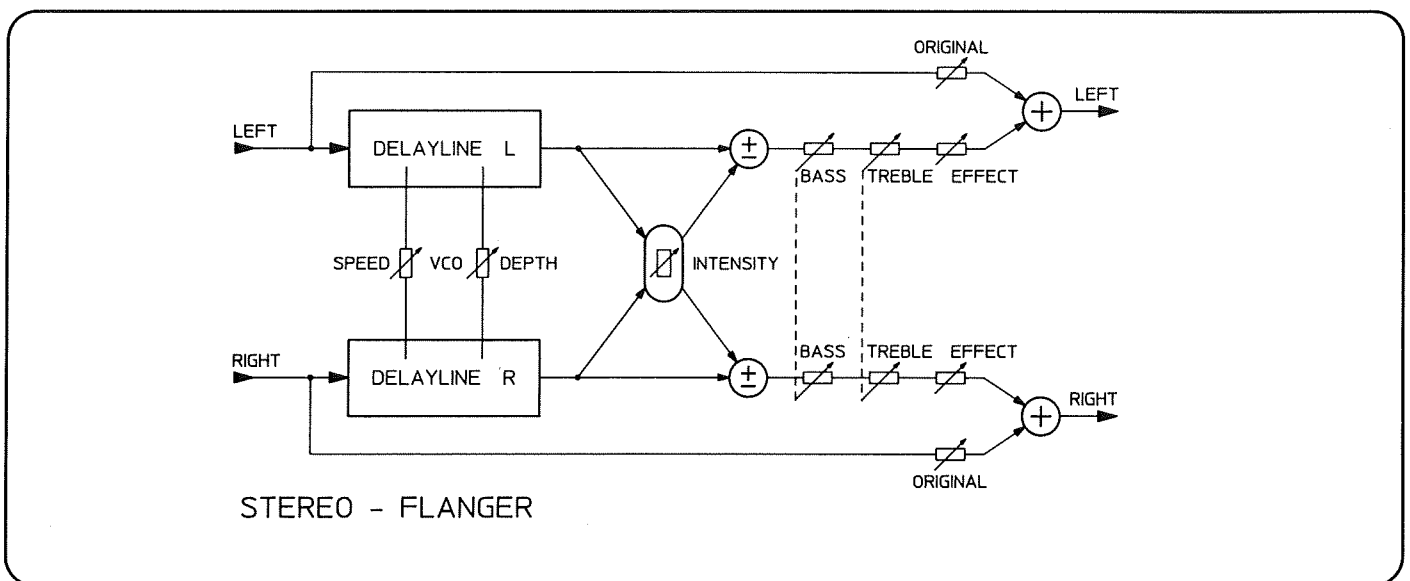 ORIGINAL
LEFT
LEFT
DELAYLINE L
±
+
BASS TREBLE EFFECT
SPEED VCO DEPTH
INTENSITY
RIGHT
DELAYLINE R
±
BASS TREBLE EFFECT
+
RIGHT
ORIGINAL
STEREO - FLANGER